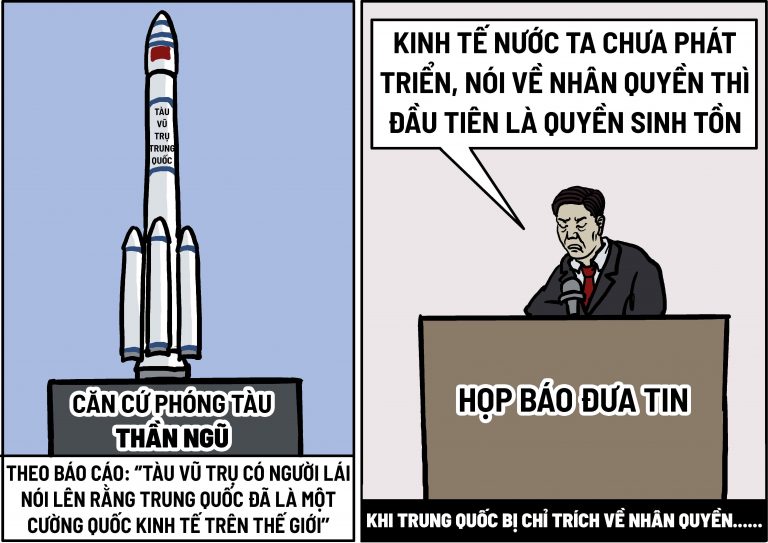 TÀU
VŨ
TRỤ
TRUNG
QUỐC
CĂN CỨ PHÓNG TÀU
THẦN NGŨ
THEO BÁO CÁO: “TÀU VŨ TRỤ CÓ NGƯỜI LÁI
NÓI LÊN RẰNG TRUNG QUỐC ĐÃ LÀ MỘT
CƯỜNG QUỐC KINH TẾ TRÊN THẾ GIỚI”
KINH TẾ NƯỚC TA CHƯA PHÁT
TRIỂN, NÓI VỀ NHÂN QUYỀN THÌ
ĐẦU TIÊN LÀ QUYỀN SINH TỒN
HỌP BÁO ĐƯA TIN
KHI TRUNG QUỐC BỊ CHỈ TRÍCH VỀ NHÂN QUYỀN......